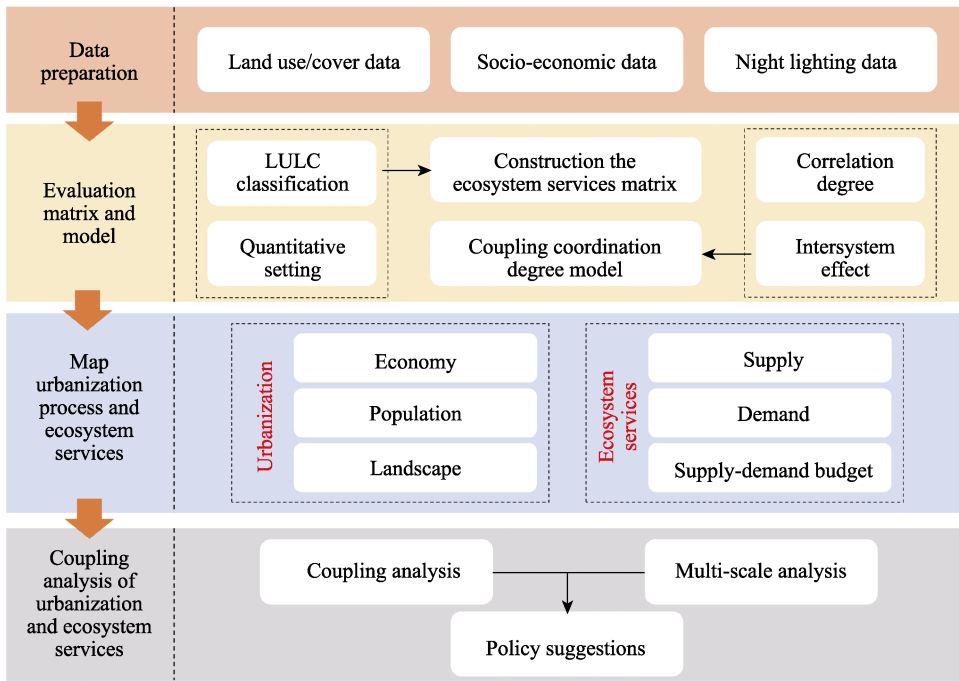 Data
preparation
Land use/cover data
Socio-economic data
Night lighting data
Evaluation
matrix and
model
LULC
classification
Quantitative
setting
Construction the
ecosystem services matrix
Coupling coordination
degree model
Correlation
degree
Intersystem
effect
Map
urbanization
process and
ecosystem
services
Urbanization
Economy
Population
Landscape
Ecosystem
services
Supply
Demand
Supply-demand budget
Coupling
analysis of
urbanization
and ecosystem
services
Coupling analysis
Multi-scale analysis
Policy suggestions